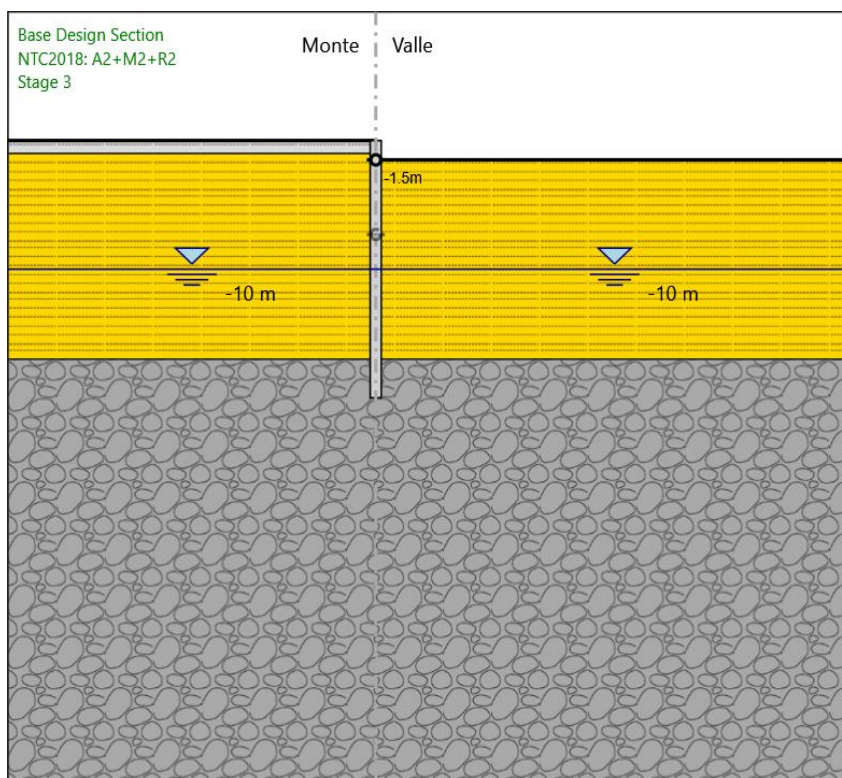 Base Design Section
NTC2018: A2+M2+R2
Stage 3
Monte Valle
-1.5m
-10 m -10 m